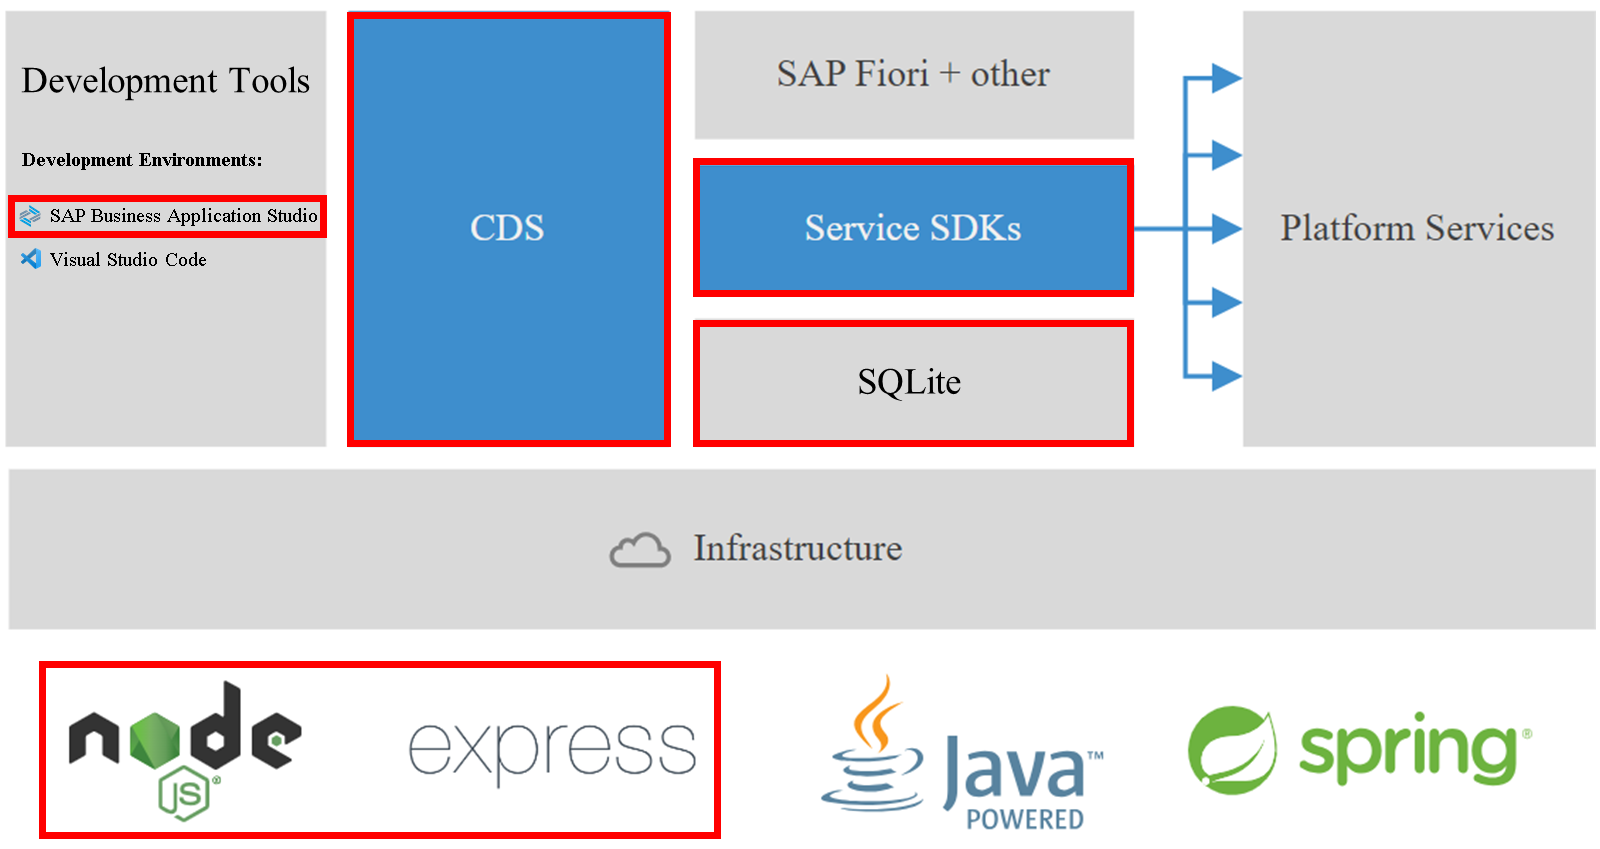 Development Tools
Development Environments:
SAP Business Application Studio
Visual Studio Code
CDS
SAP Fiori + other
Service SDKs
SQLite
Platform Services
Infrastructure
node
JS®
express
Java™
POWERED
spring®